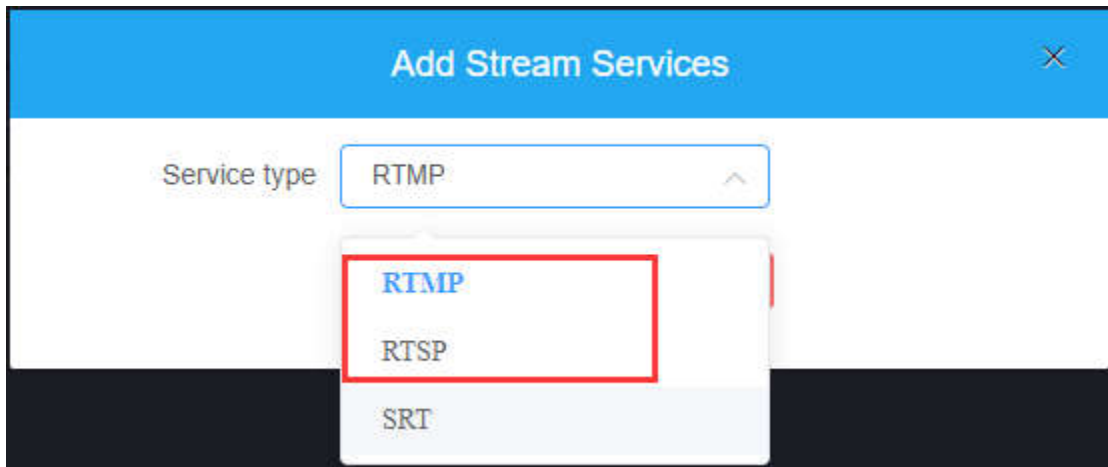 Add Stream Services
Service type RTMP
RTMP
RTSP
SRT